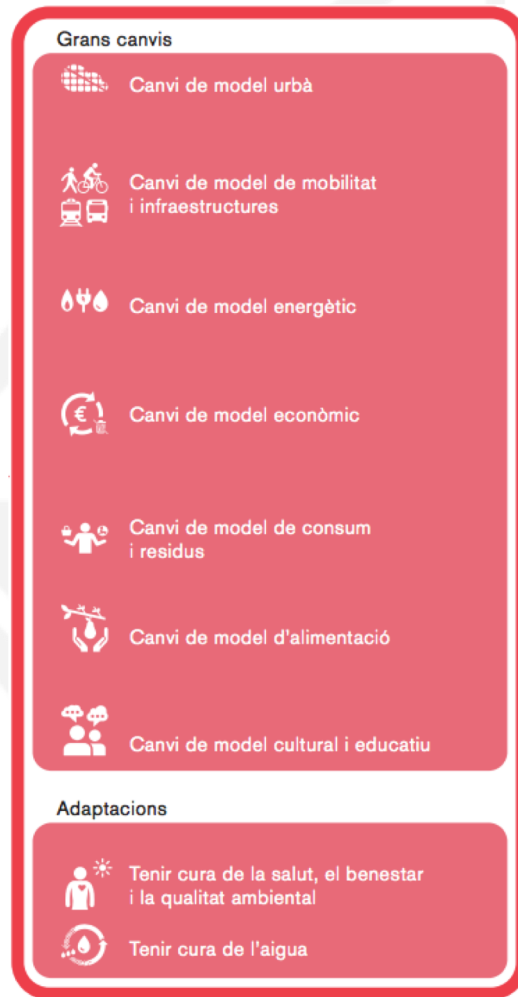 Grans canvis
Canvi de model urbà
Canvi de model de mobilitat
i infraestructures
Canvi de model energètic
€
Canvi de model econòmic
Canvi de model de consum
i residus
Canvi de model d'alimentació
Canvi de model cultural i educatiu
Adaptacions
Tenir cura de la salut, el benestar
i la qualitat ambiental
Tenir cura de l'aigua